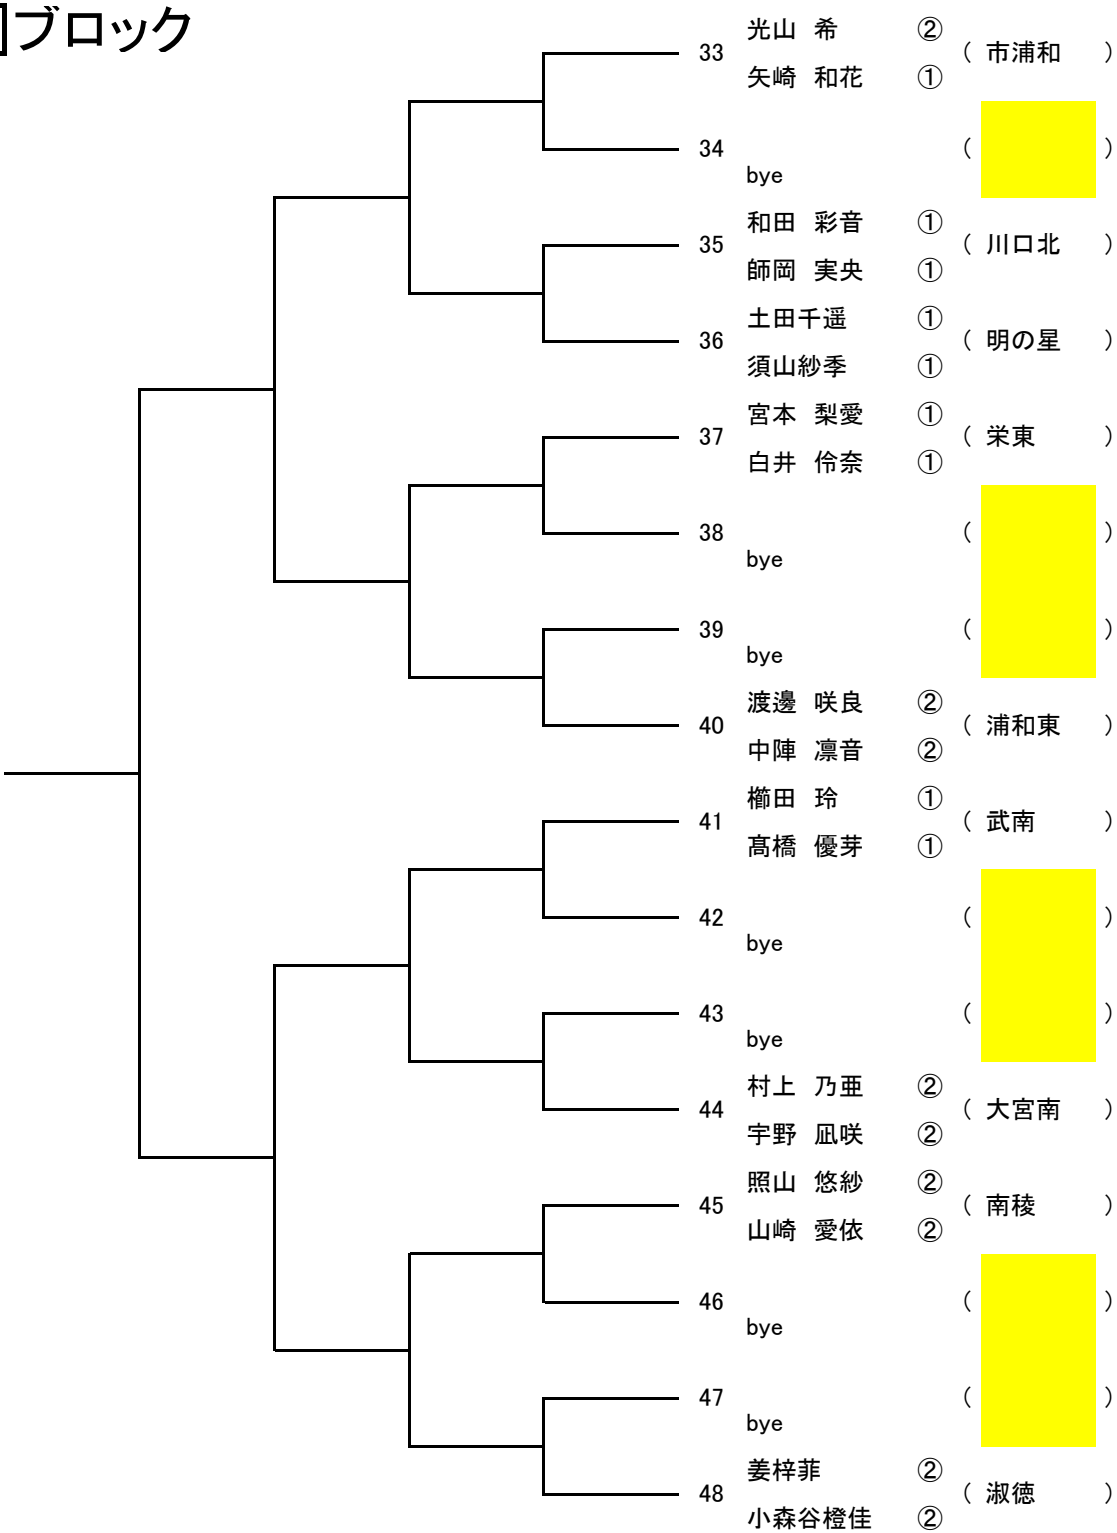 ブロック
光山 希 ②
33 ( 市浦和 )
矢崎 和花 ①
34 ( )
bye
和田 彩音 ①
35 ( 川口北 )
師岡 実央 ①
土田千遥 ①
36 ( 明の星 )
須山紗季 ①
宮本 梨愛 ①
37 ( 栄東 )
白井 伶奈 ①
38 ( )
bye
39 ( )
bye
渡邊 咲良 ②
40 ( 浦和東 )
中陣 凛音 ②
櫛田 玲 ①
41 ( 武南 )
髙橋 優芽 ①
42 ( )
bye
43 ( )
bye
村上 乃亜 ②
44 ( 大宮南 )
宇野 凪咲 ②
照山 悠紗 ②
45 ( 南稜 )
山崎 愛依 ②
46 ( )
bye
47 ( )
bye
姜梓菲 ②
48 ( 淑徳 )
小森谷橙佳 ②